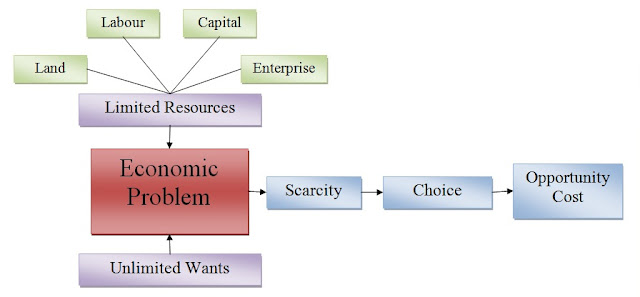 Labour
Capital
Land
Enterprise
Limited Resources
Economic
Problem
Scarcity
Choice
Opportunity
Cost
Unlimited Wants